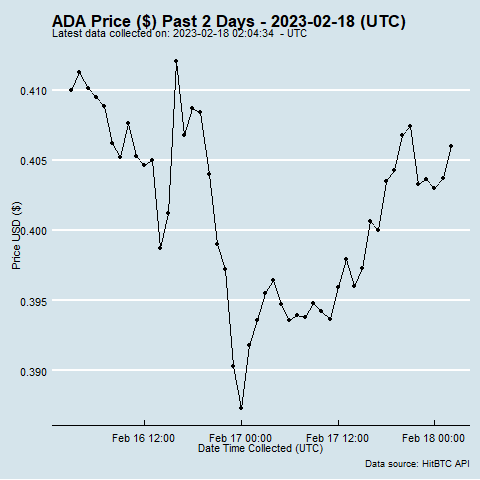 ADA Price ($) Past 2 Days - 2023-02-18 (UTC)
Latest data collected on: 2023-02-18 02:04:34 - UTC
0.410
0.405
0.400
0.395
0.390
Price USD ($)
Feb 16 12:00
Feb 17 00:00
Feb 17 12:00
Feb 18 00:00
Date Time Collected (UTC)
Data source: HitBTC API